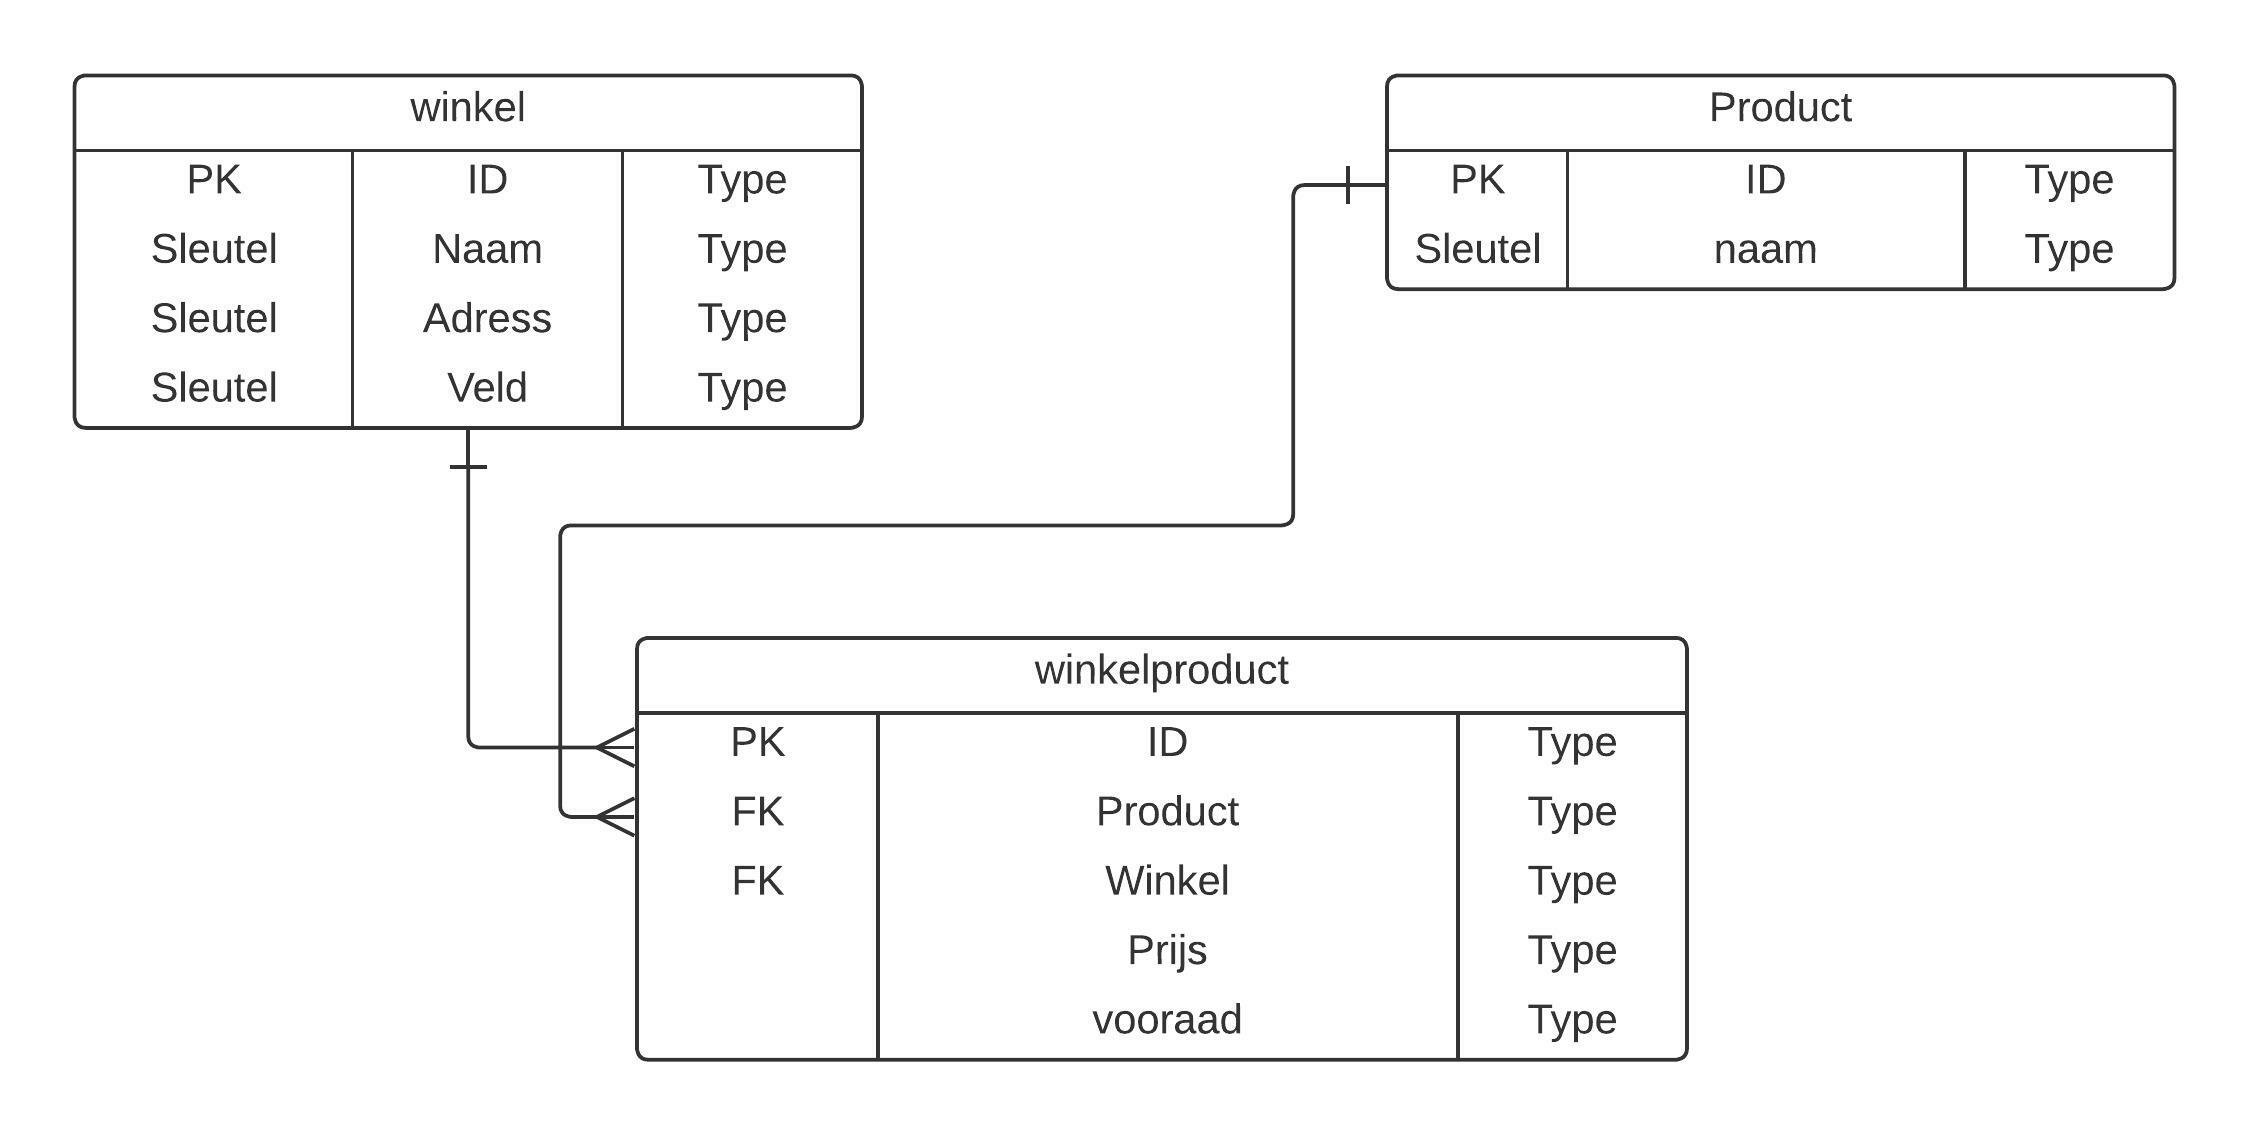 winkel
PK ID Type
Sleutel Naam Type
Sleutel Adress Type
Sleutel Veld Type
Product
PK ID Type
Sleutel naam Type
winkelproduct
PK ID Type
FK Product Type
FK Winkel Type
Prijs Type
vooraad Type